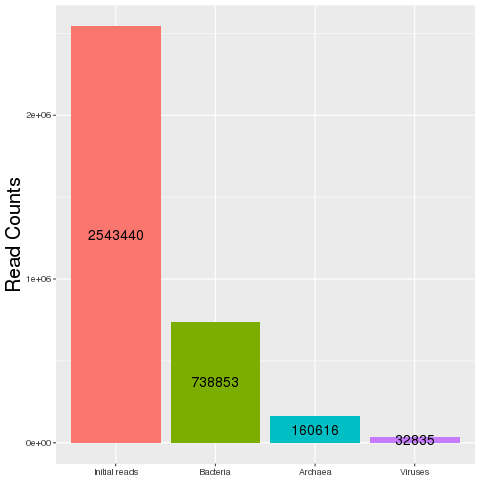 Read Counts
2e+06
1e+06
0e+00
2543440
738853
160616
32835
Initial reads
Bacteria
Archaea
Viruses